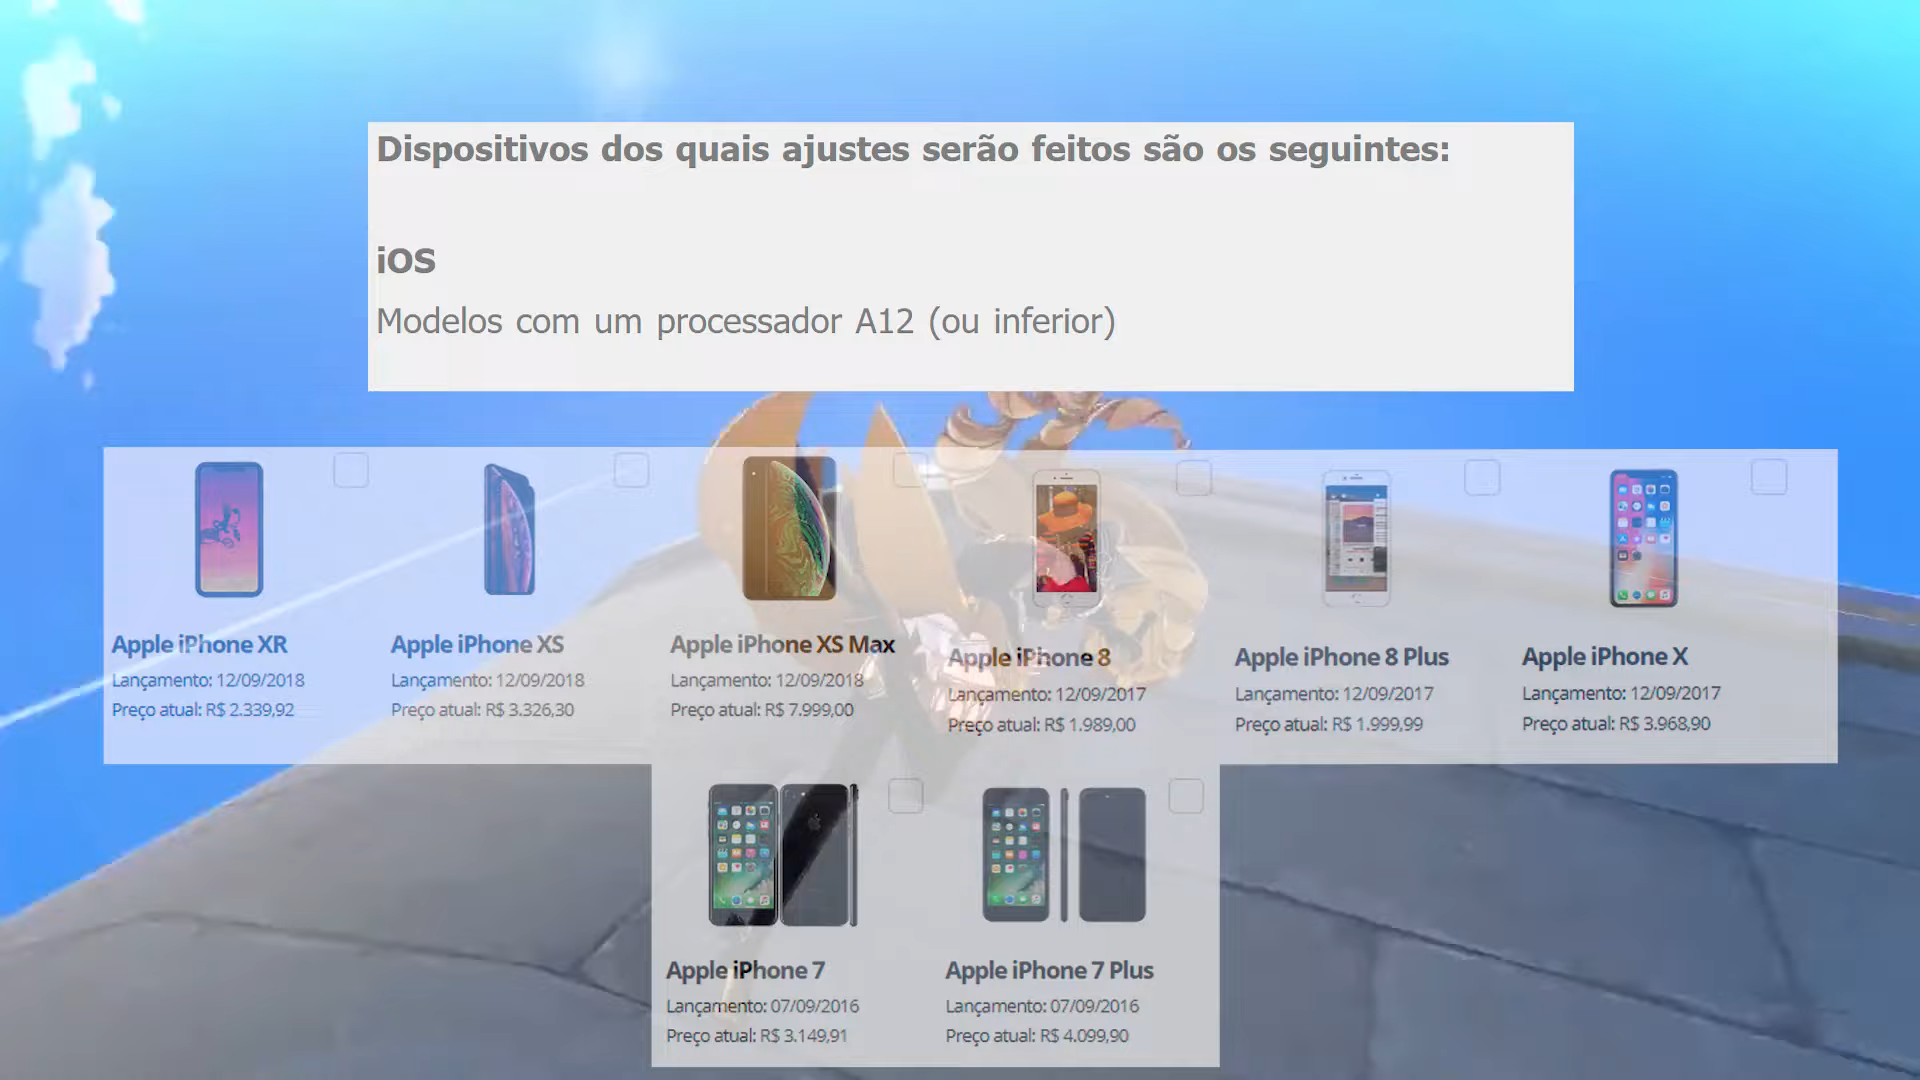 Dispositivos dos quais ajustes serão feitos são os seguintes:
iOS
Modelos com um processador A12 (ou inferior)
Apple iPhone XR
Lançamento: 12/09/2018
Preço atual: R$ 2.339,92
Apple iPhone XS
Lançamento: 12/09/2018
Preço atual: R$ 3.326,30
Apple iPhone XS Max
Lançamento: 12/09/2018
Preço atual: R$ 7.999,00
Apple iPhone 8
Lançamento: 12/09/2017
Preço atual: R$ 1.989,00
Apple iPhone 8 Plus
Lançamento: 12/09/2017
Preço atual: R$ 1.999,99
Apple iPhone X
Lançamento: 12/09/2017
Preço atual: R$ 3.968,90
Apple iPhone 7
Lançamento: 07/09/2016
Preço atual: R$ 3.149,91
Apple iPhone 7 Plus
Lançamento: 07/09/2016
Preço atual: R$ 4.099,90